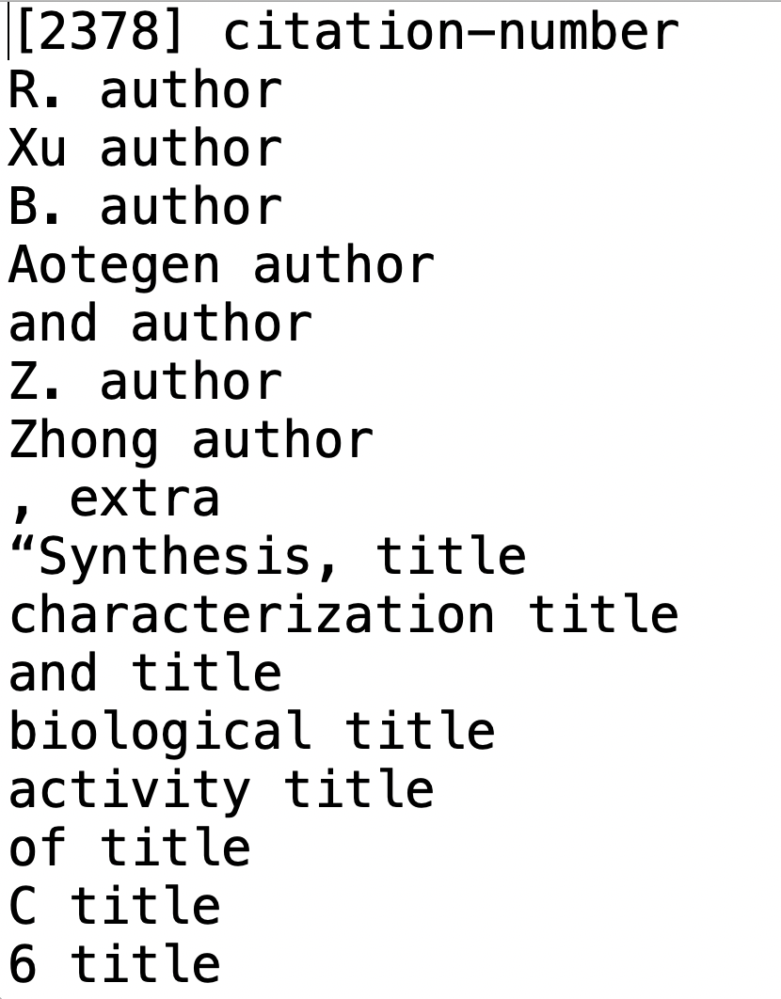 [2378] citation-number
R. author
Xu author
B. author
Aotegen author
and author
Z. author
Zhong author
, extra
“Synthesis, title
characterization title
and title
biological title
activity title
of title
C title
6 title